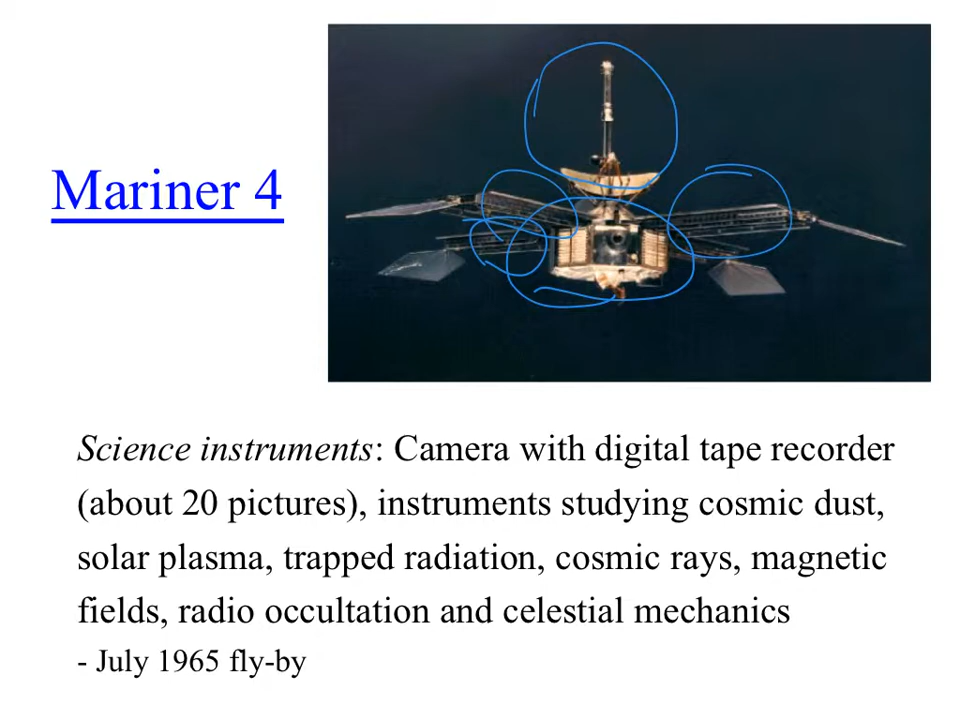 Mariner 4
Science instruments: Camera with digital tape recorder
(about 20 pictures), instruments studying cosmic dust,
solar plasma, trapped radiation, cosmic rays, magnetic
fields, radio occultation and celestial mechanics
- July 1965 fly-by